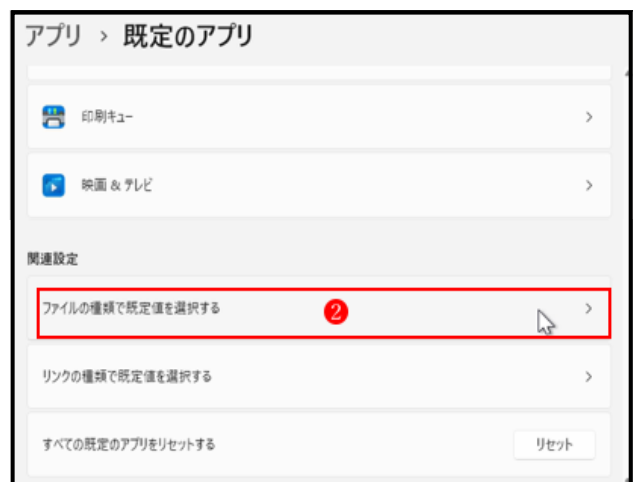 アプリ > 既定のアプリ
印刷キュー
映画 & テレビ
関連設定
ファイルの種類で既定値を選択する
2
リンクの種類で既定値を選択する
すべての既定のアプリをリセットする
リセット